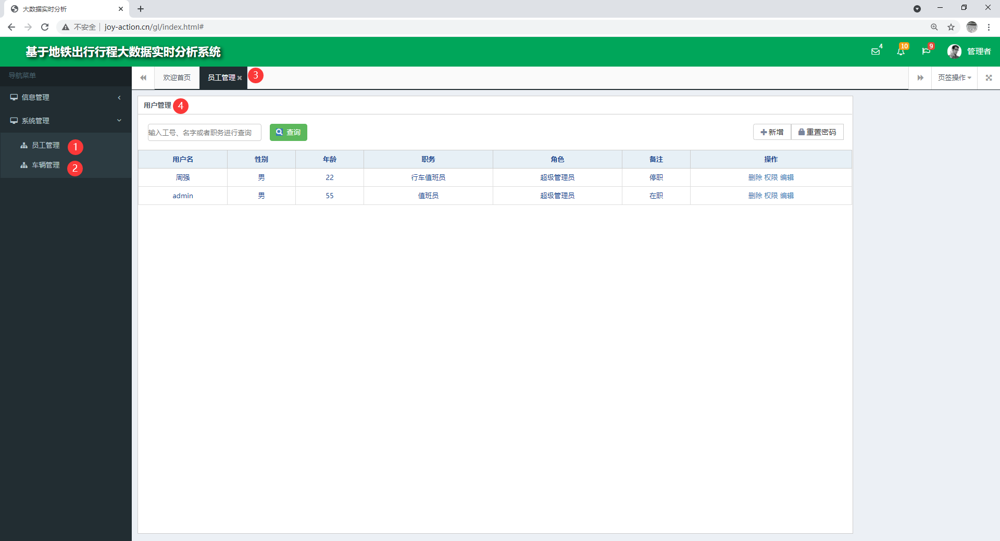 大数据实时分析
不安全 joy-action.cn/gl/index.html#
基于地铁出行行程大数据实时分析系统
4 10 9 管理者
导航菜单
欢迎首页 员工管理 3 页签操作
信息管理
系统管理
员工管理 1
车辆管理 2
用户管理 4
输入工号、名字或者职务进行查询 查询 新增 重置密码
用户名 性别 年龄 职务 角色 备注 操作
周强 男 22 行车值班员 超级管理员 停职 删除 权限 编辑
admin 男 55 值班员 超级管理员 在职 删除 权限 编辑